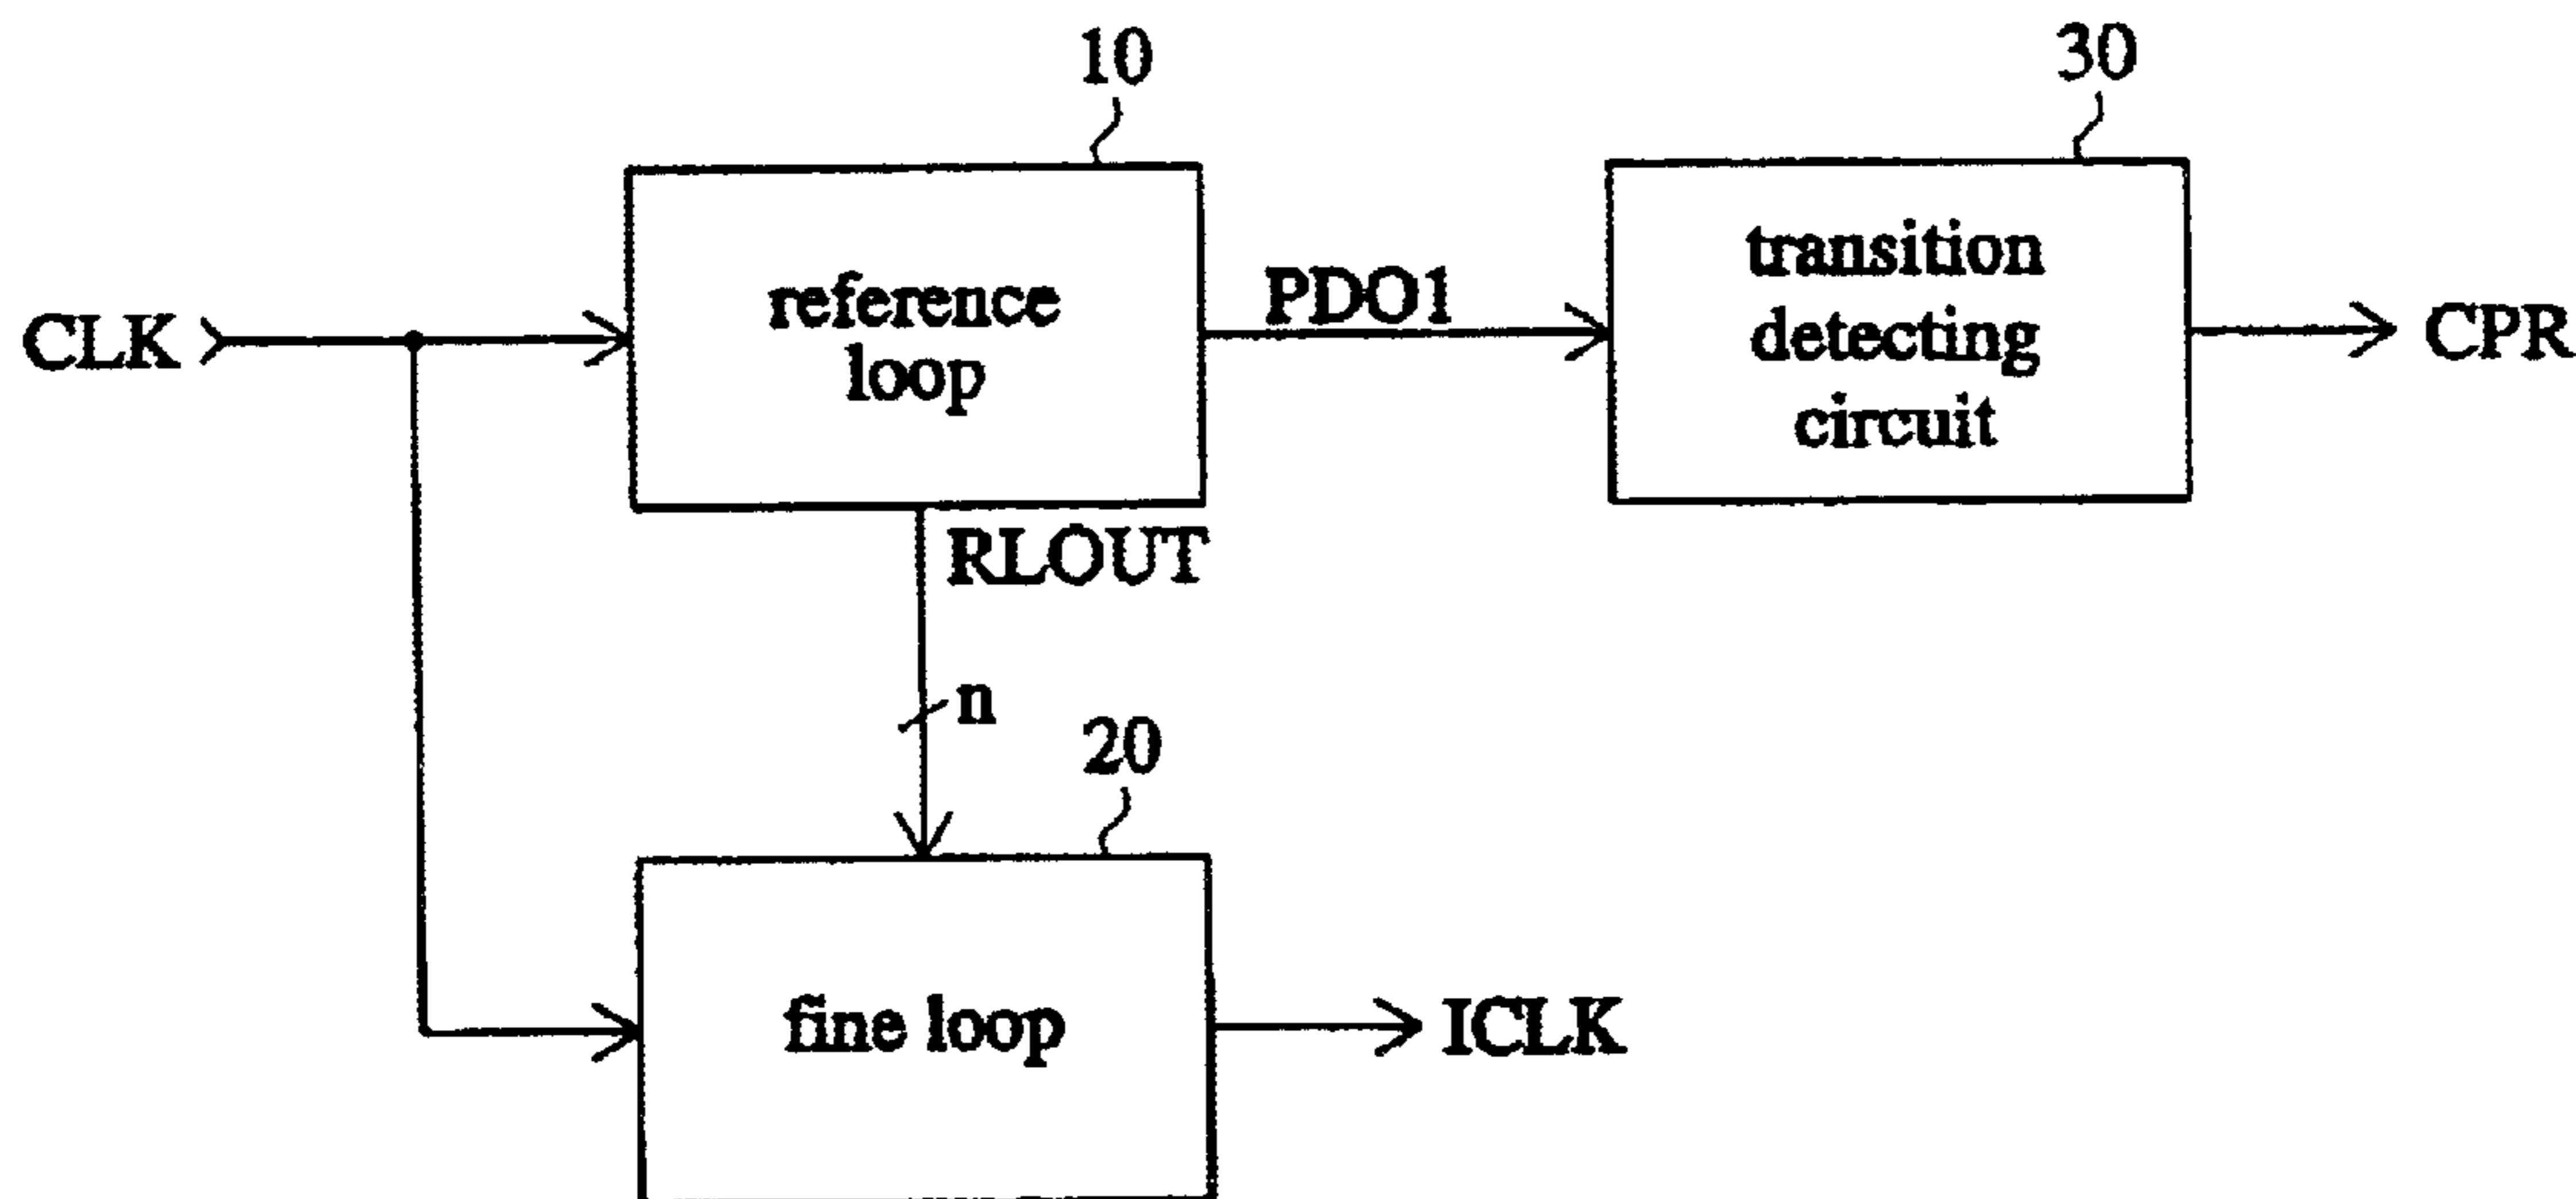 10
30
CLK
reference
loop
PDO1
transition
detecting
circuit
CPR
RLOUT
n
20
fine loop
ICLK